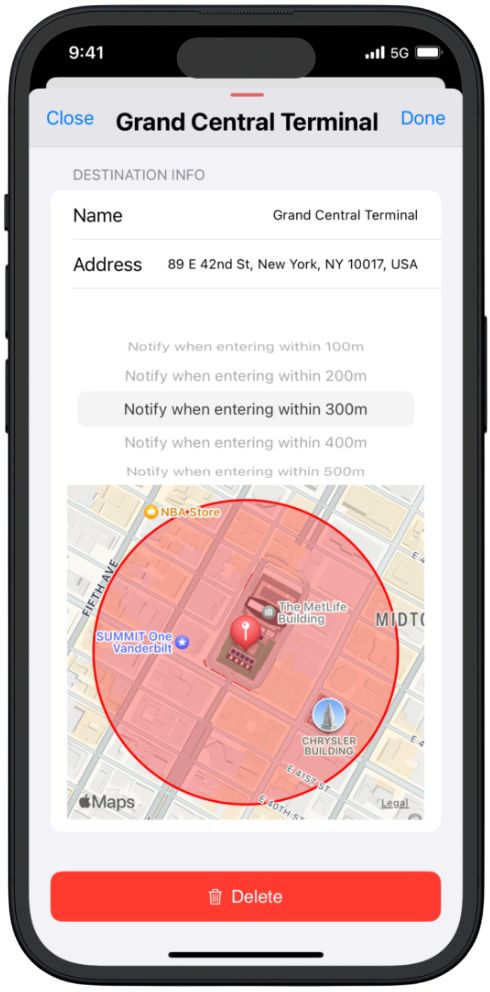 9:41
5G
Close
Grand Central Terminal
Done
DESTINATION INFO
Name
Grand Central Terminal
Address
89 E 42nd St, New York, NY 10017, USA
Notify when entering within 100m
Notify when entering within 200m
Notify when entering within 300m
Notify when entering within 400m
Notify when entering within 500m
NBA Store
FIFTH AVE
The MetLife
Building
MIDTO
SUMMIT One
Vanderbilt
CHRYSLER
BUILDING
E 41ST ST
E 40TH S
Maps
Legal
Delete